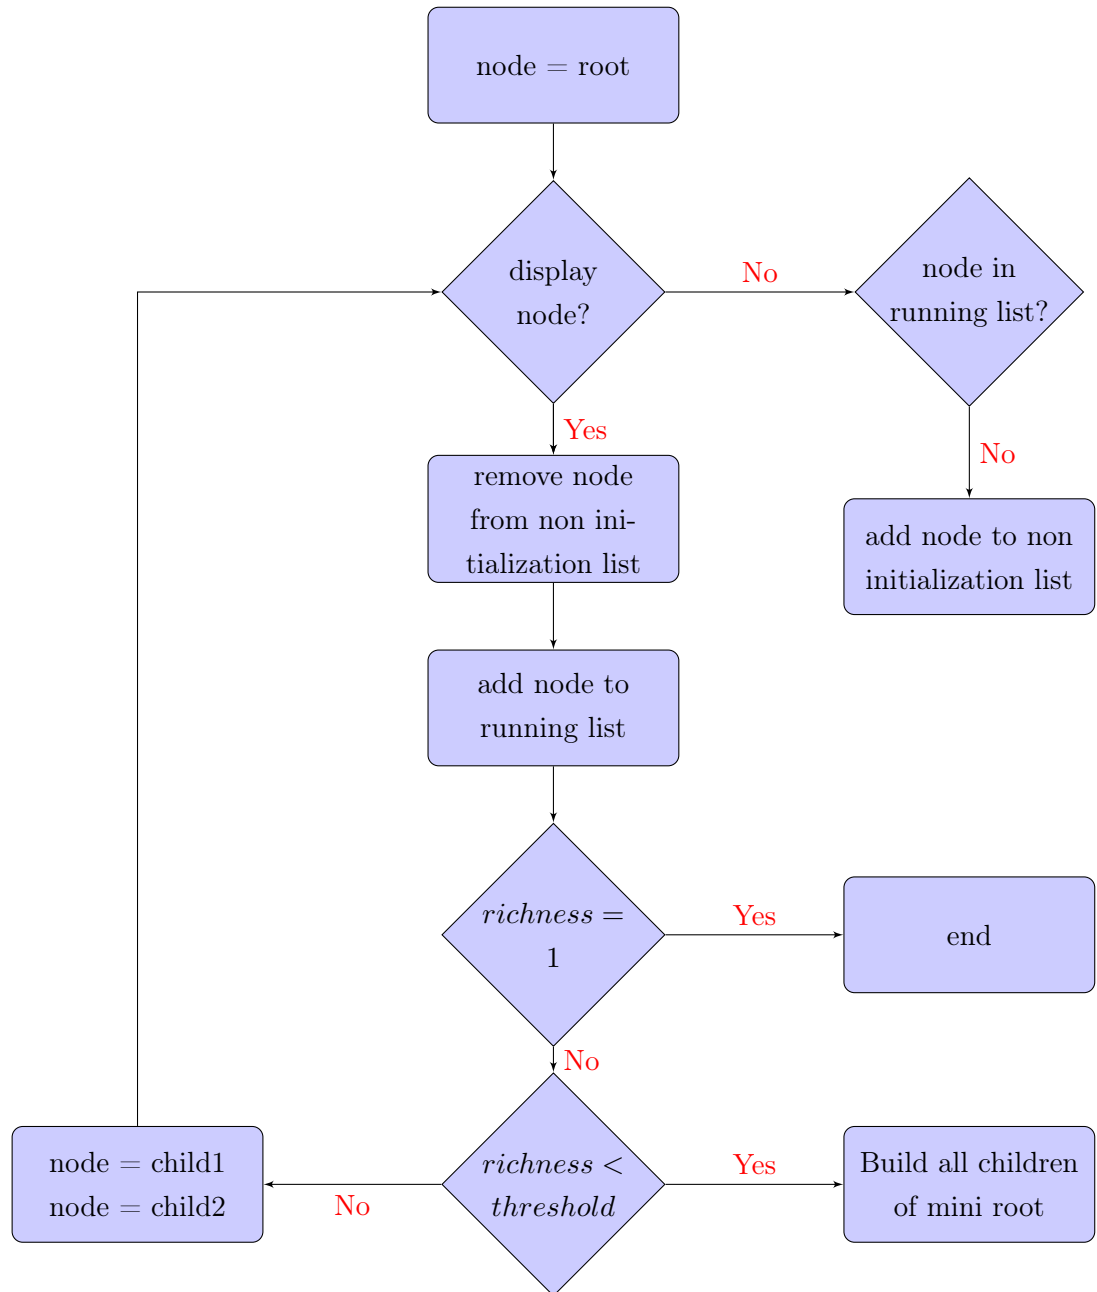 node = root
display
node?
No
node in
running list?
Yes
No
remove node
from non ini-
tialization list
add node to non
initialization list
add node to
running list
richness =
1
Yes
end
No
node = child1
node = child2
No
richness <
threshold
Yes
Build all children
of mini root